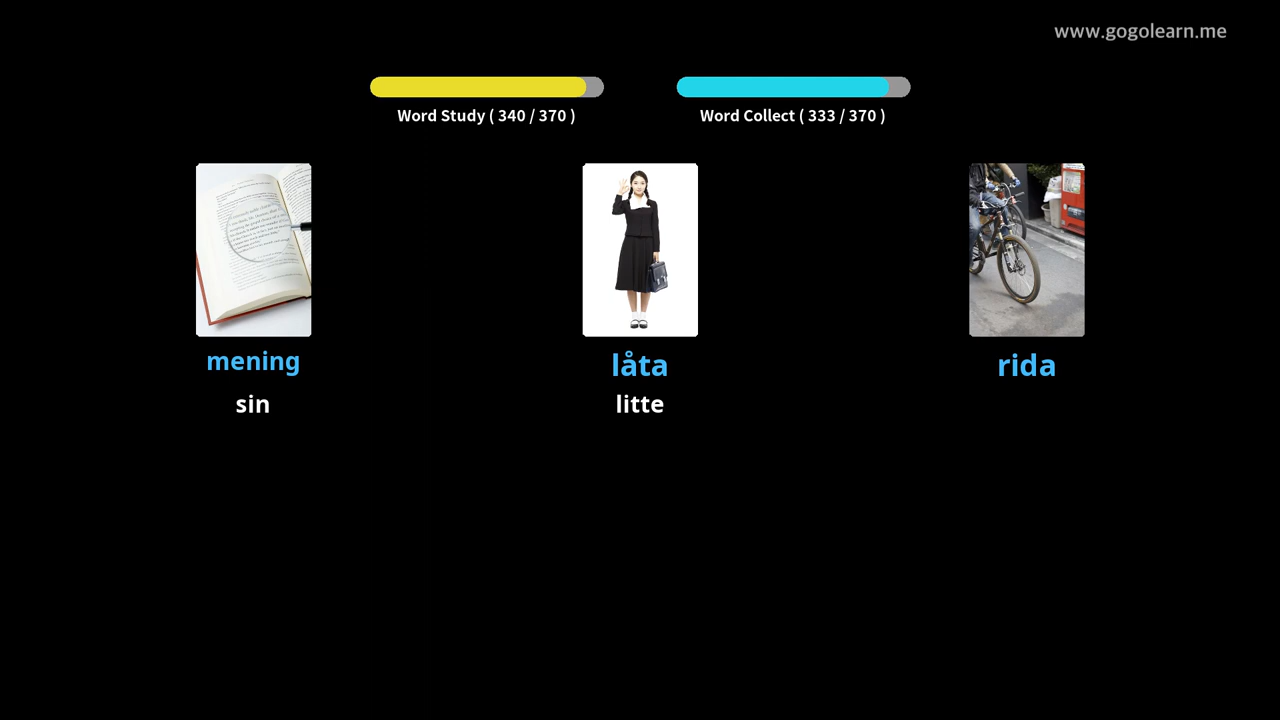 www.gogolearn.me
Word Study ( 340 / 370 )
Word Collect ( 333 / 370 )
mening
låta
rida
sin
litte